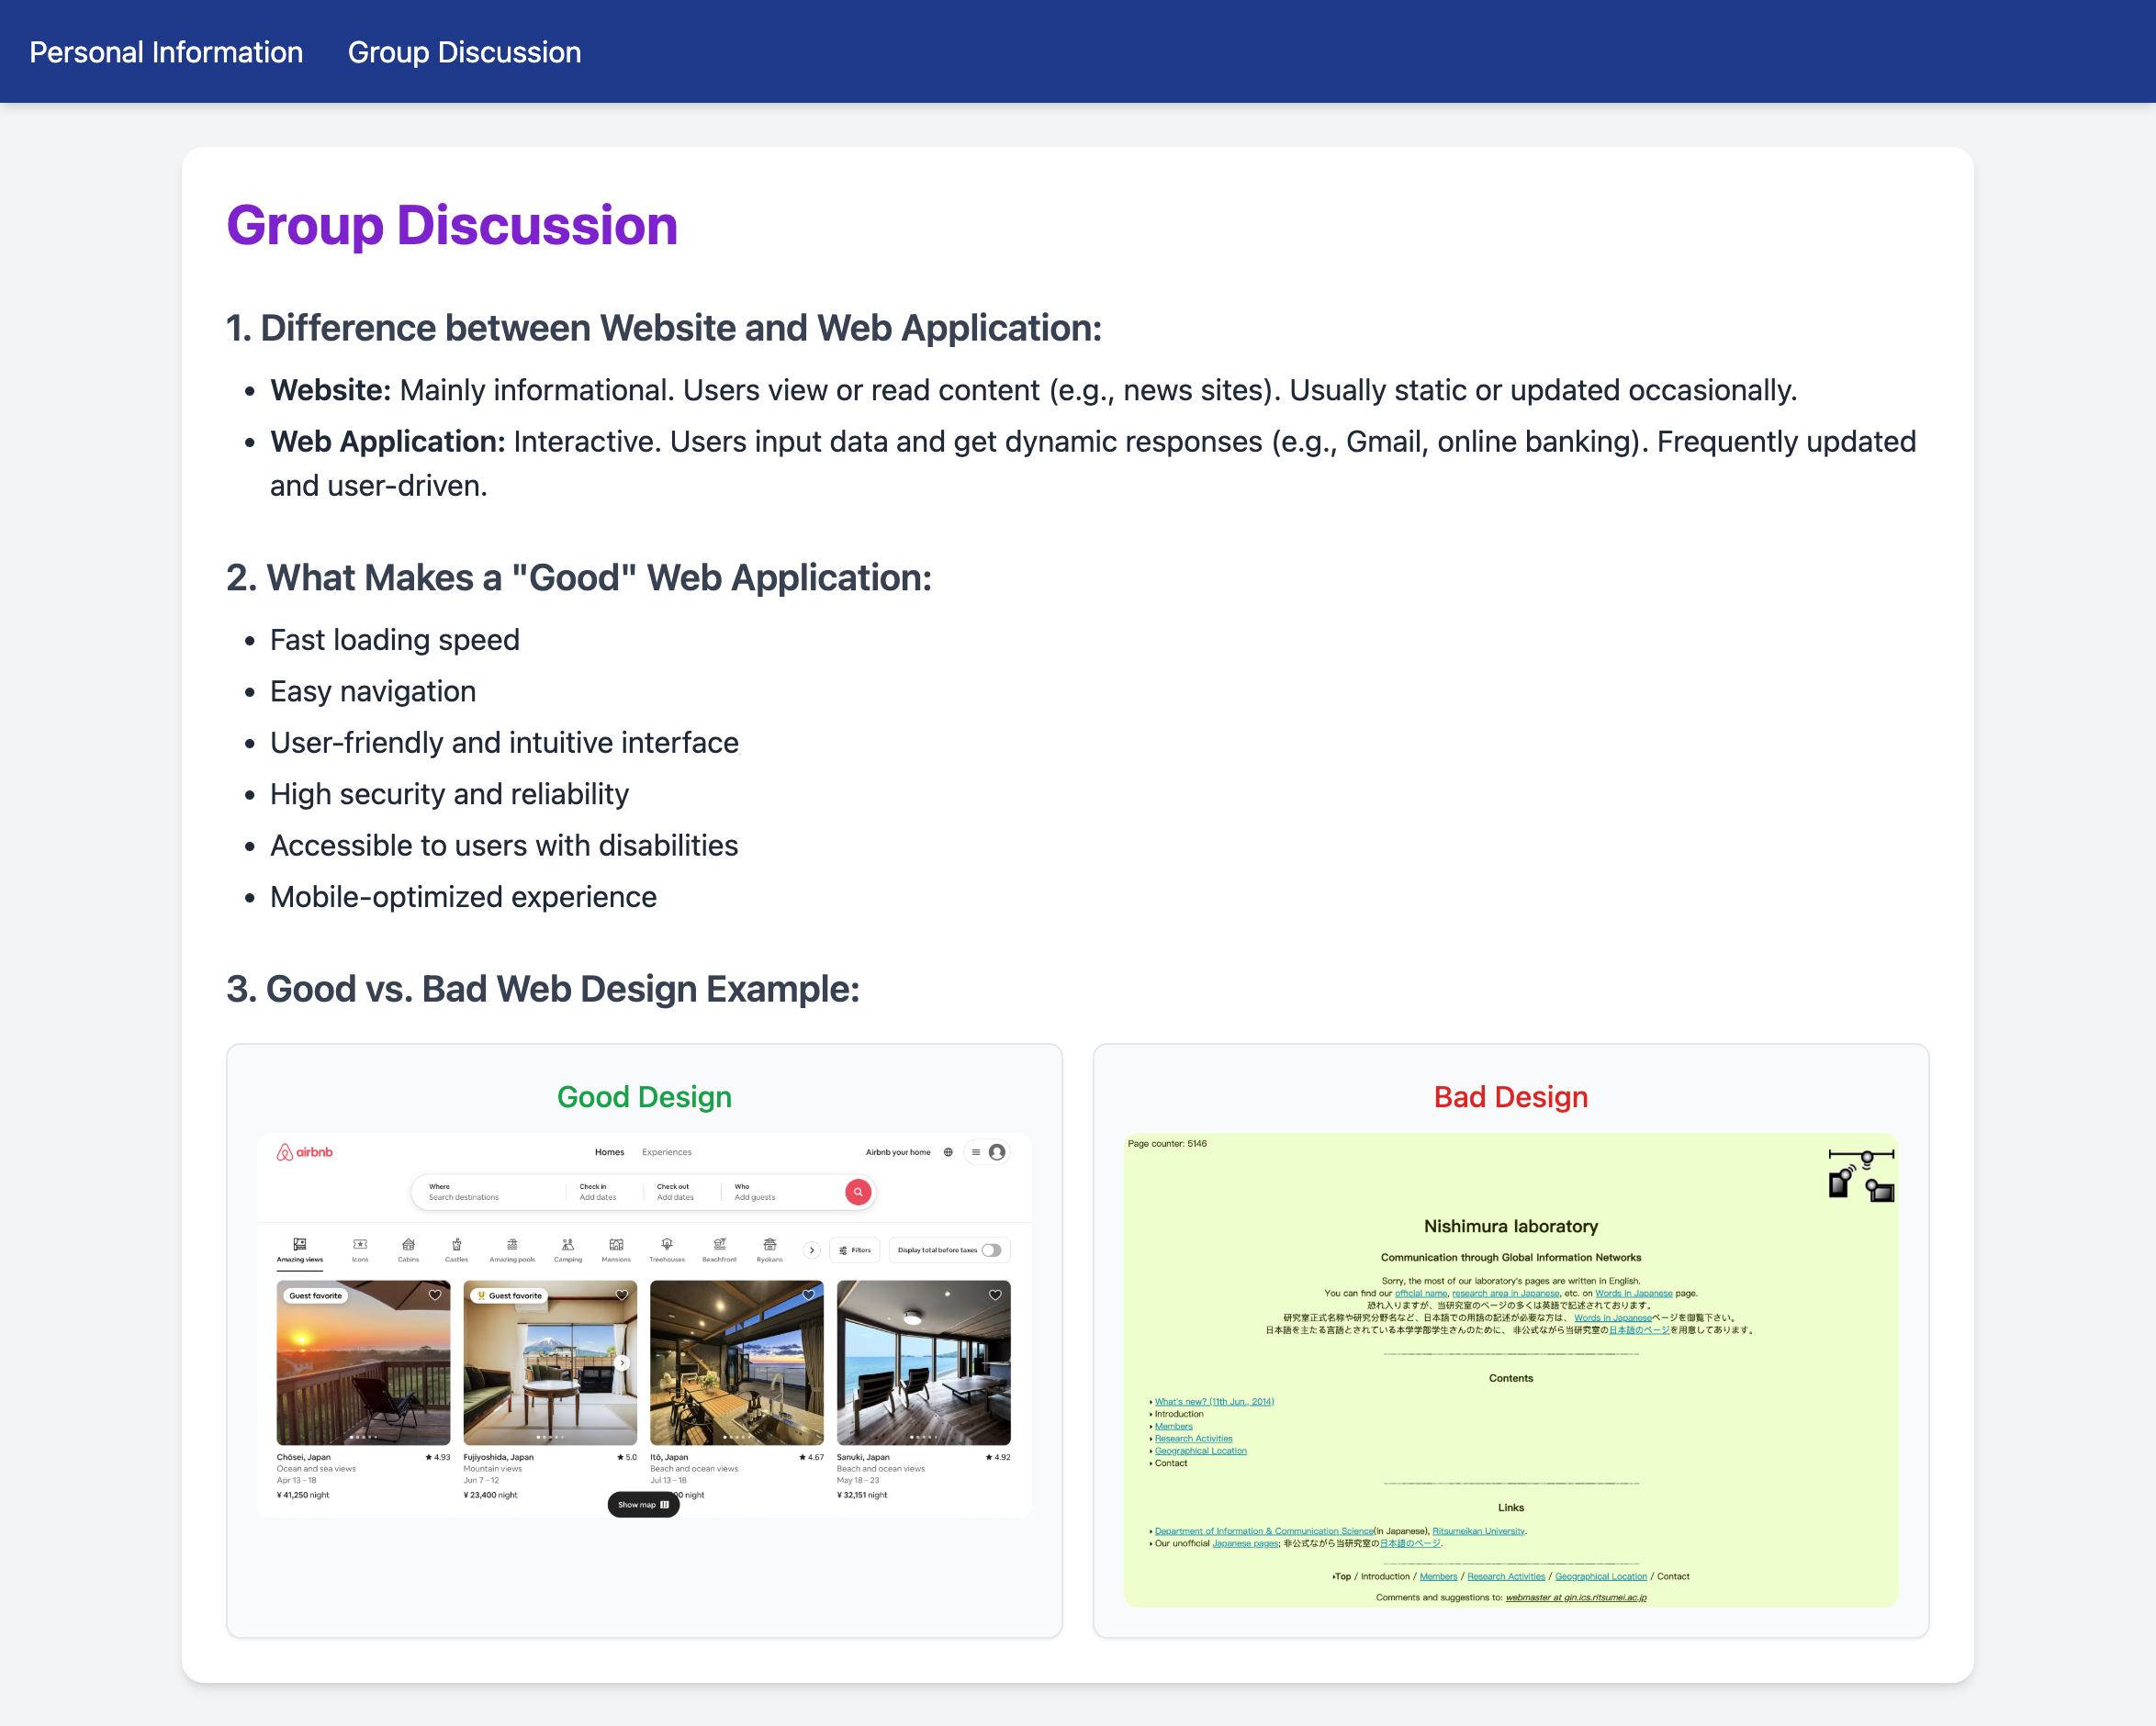 Personal Information
Group Discussion
Group Discussion
1. Difference between Website and Web Application:
Website: Mainly informational. Users view or read content (e.g., news sites). Usually static or updated occasionally.
Web Application: Interactive. Users input data and get dynamic responses (e.g., Gmail, online banking). Frequently updated
and user-driven.
2. What Makes a "Good" Web Application:
Fast loading speed
Easy navigation
User-friendly and intuitive interface
High security and reliability
Accessible to users with disabilities
Mobile-optimized experience
3. Good vs. Bad Web Design Example:
Good Design
airbnb
Homes Experiences
Airbnb your home
Where Check in Check out Who
Search destinations Add dates Add dates Add guests
Amazing views Icons Cabins Castles Amazing pools Camping Mansions Treehouses Beachfront Ryokans
Filters
Display total before taxes
Guest favorite
Guest favorite
Chōsei, Japan ★ 4.93
Ocean and sea views
Apr 13 – 18
¥ 41,250 night
Fujiyoshida, Japan ★ 5.0
Mountain views
Jun 7 – 12
¥ 23,400 night
Itō, Japan ★ 4.67
Beach and ocean views
Jul 13 – 18
00 night
Sanuki, Japan ★ 4.92
Beach and ocean views
May 18 – 23
¥ 32,151 night
Show map
Bad Design
Page counter: 5146
Nishimura laboratory
Communication through Global Information Networks
Sorry, the most of our laboratory's pages are written in English.
You can find our official name, research area in Japanese, etc. on Words in Japanese page.
恐れ入りますが、当研究室のページの多くは英語で記述されております。
研究室正式名称や研究分野名など、日本語での用語の記述が必要な方は、 Words in Japaneseページを御覧下さい。
日本語を主たる言語とされている本学学部学生さんのために、 非公式ながら当研究室の日本語のページを用意してあります。
Contents
What's new? (11th Jun., 2014)
Introduction
Members
Research Activities
Geographical Location
Contact
Links
Department of Information & Communication Science(in Japanese), Ritsumeikan University.
Our unofficial Japanese pages; 非公式ながら当研究室の日本語のページ.
Top / Introduction / Members / Research Activities / Geographical Location / Contact
Comments and suggestions to: webmaster at gin.ics.ritsumei.ac.jp